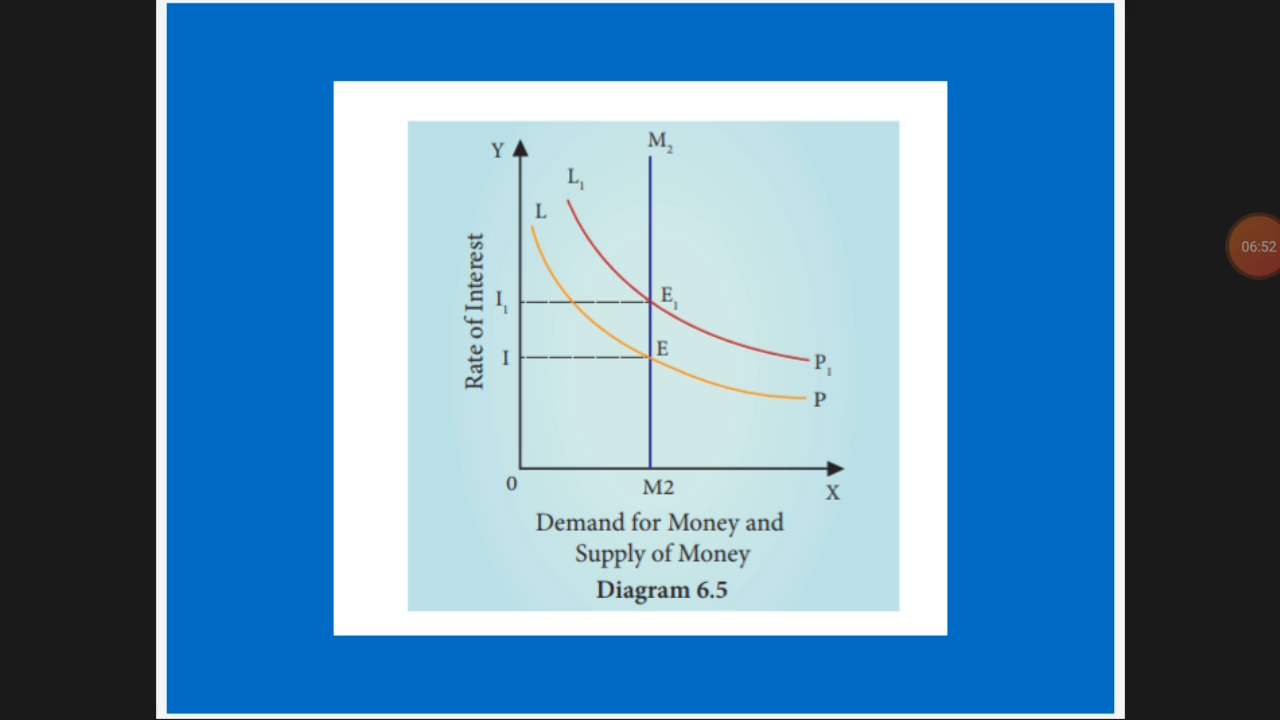 Y
M₂
L₁
L
Rate of Interest
I₁
E₁
I
E
P₁
P
0
M2
X
Demand for Money and
Supply of Money
Diagram 6.5
06:52